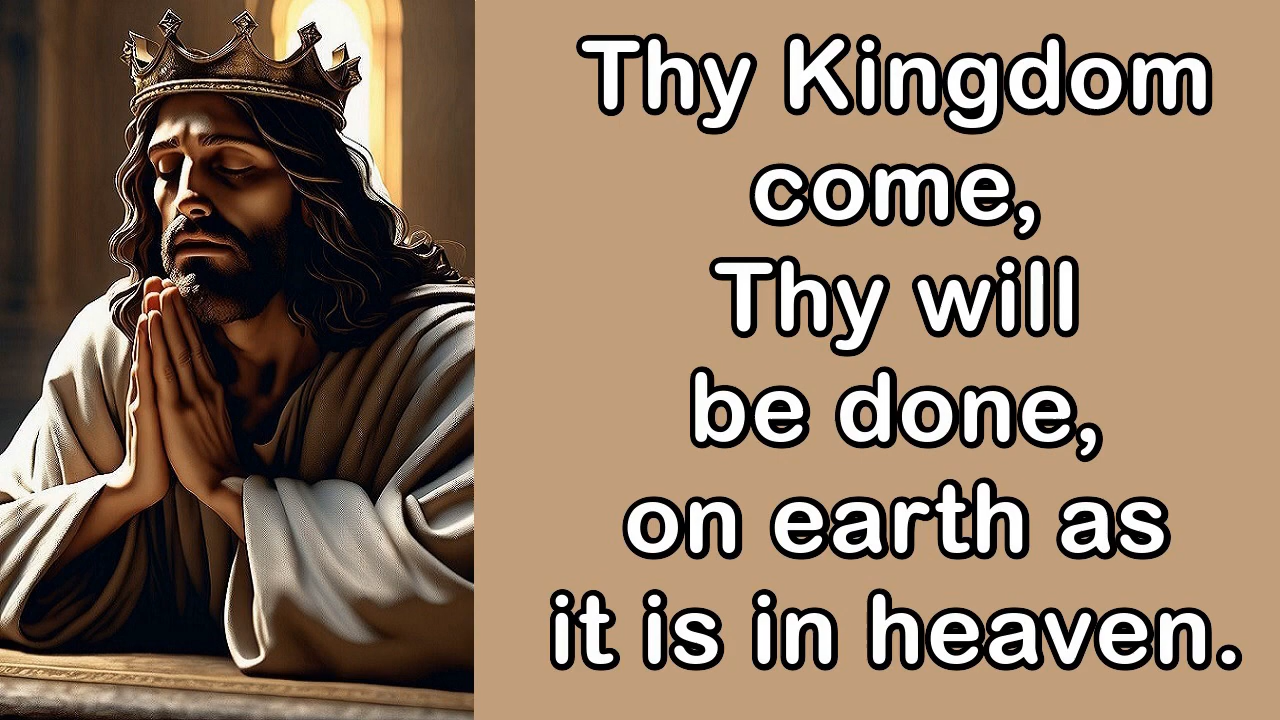 Thy Kingdom
come,
Thy will
be done,
on earth as
it is in heaven.